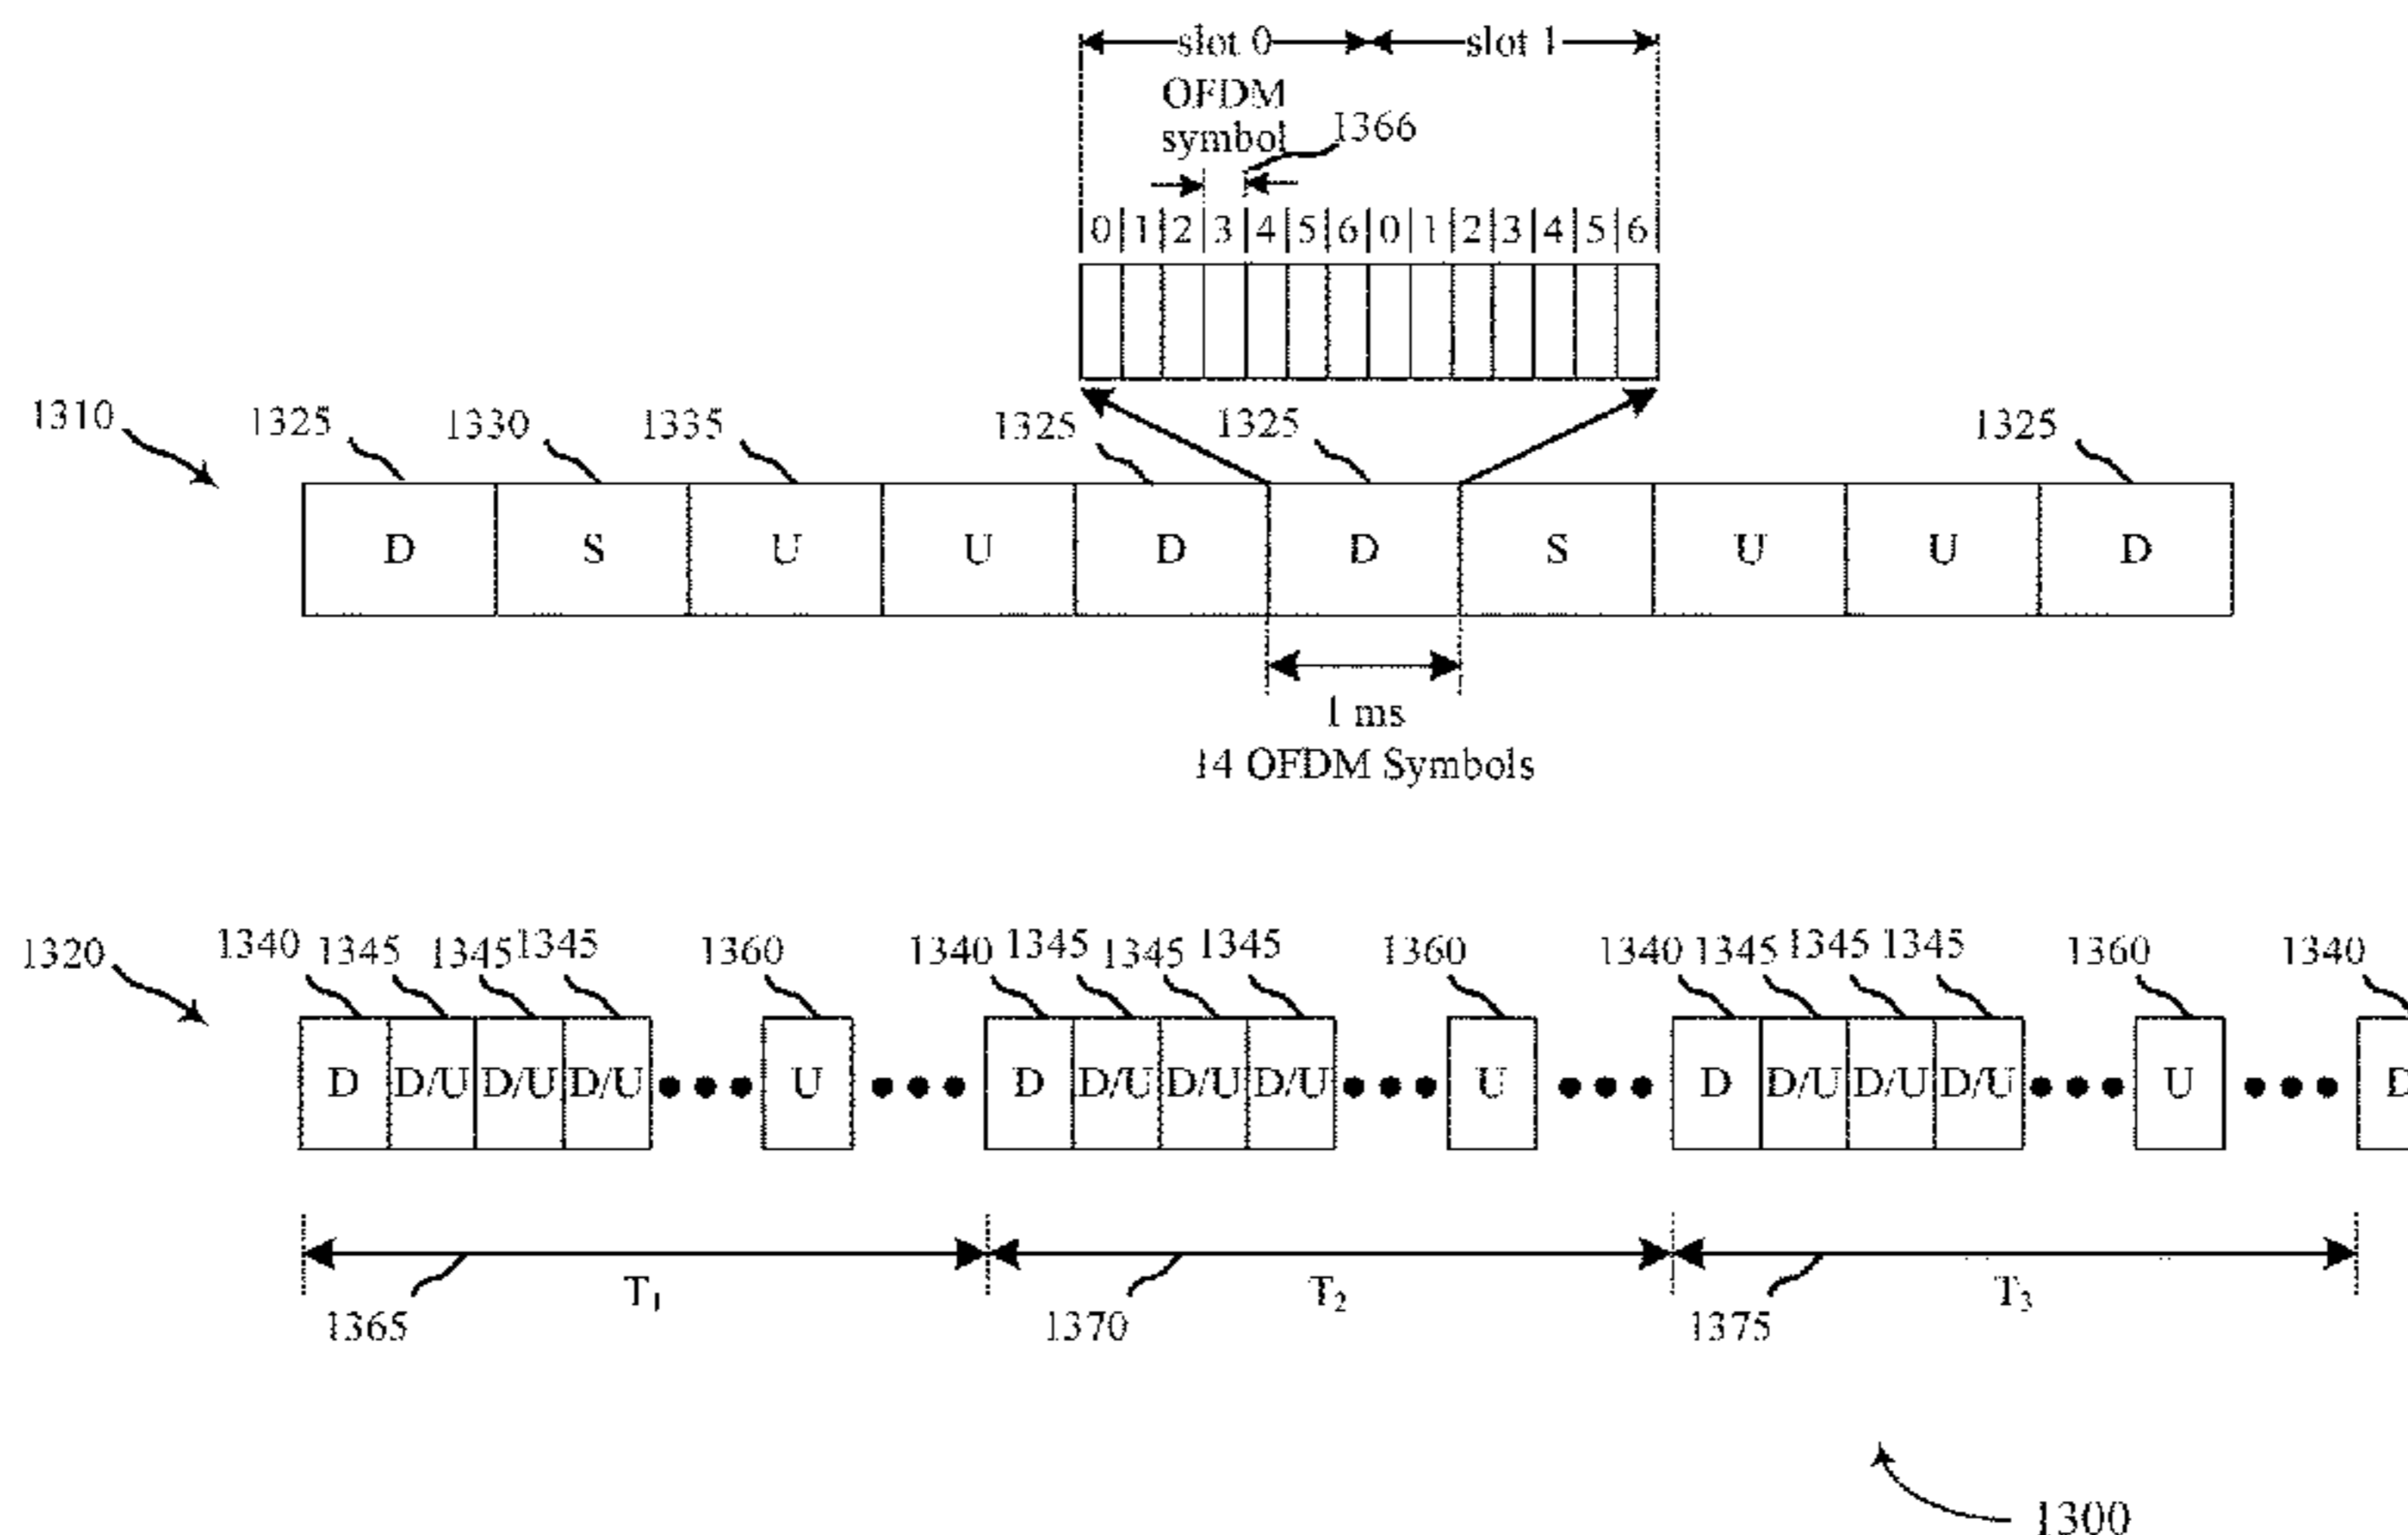 slot 0 slot 1
OFDM
symbol 1366
0 1 2 3 4 5 6 0 1 2 3 4 5 6
1310 1325 1330 1335 1325 1325 1325
D S U U D D S U U D
1 ms
14 OFDM Symbols
1320 1340 1345 1345 1345 1360 1340 1345 1345 1345 1360 1340 1345 1345 1345 1360 1340
D D/U D/U D/U U D D/U D/U D/U U D D/U D/U D/U U D
T1 T2 T3
1365 1370 1375
1300